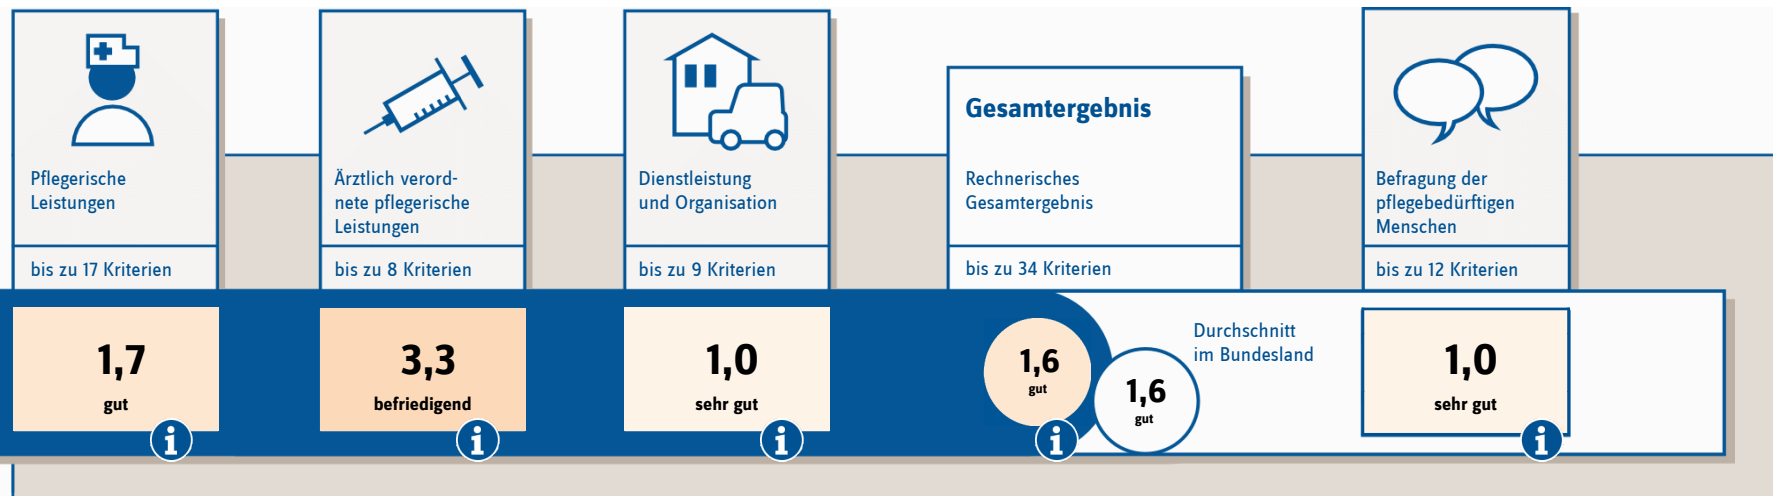 Pflegerische
Leistungen
bis zu 17 Kriterien
1,7
gut
i
Ärztlich verord-
nete pflegerische
Leistungen
bis zu 8 Kriterien
3,3
befriedigend
i
Dienstleistung
und Organisation
bis zu 9 Kriterien
1,0
sehr gut
i
Gesamtergebnis
Rechnerisches
Gesamtergebnis
bis zu 34 Kriterien
1,6
gut
i
Durchschnitt
im Bundesland
1,6
gut
Befragung der
pflegebedürftigen
Menschen
bis zu 12 Kriterien
1,0
sehr gut
i